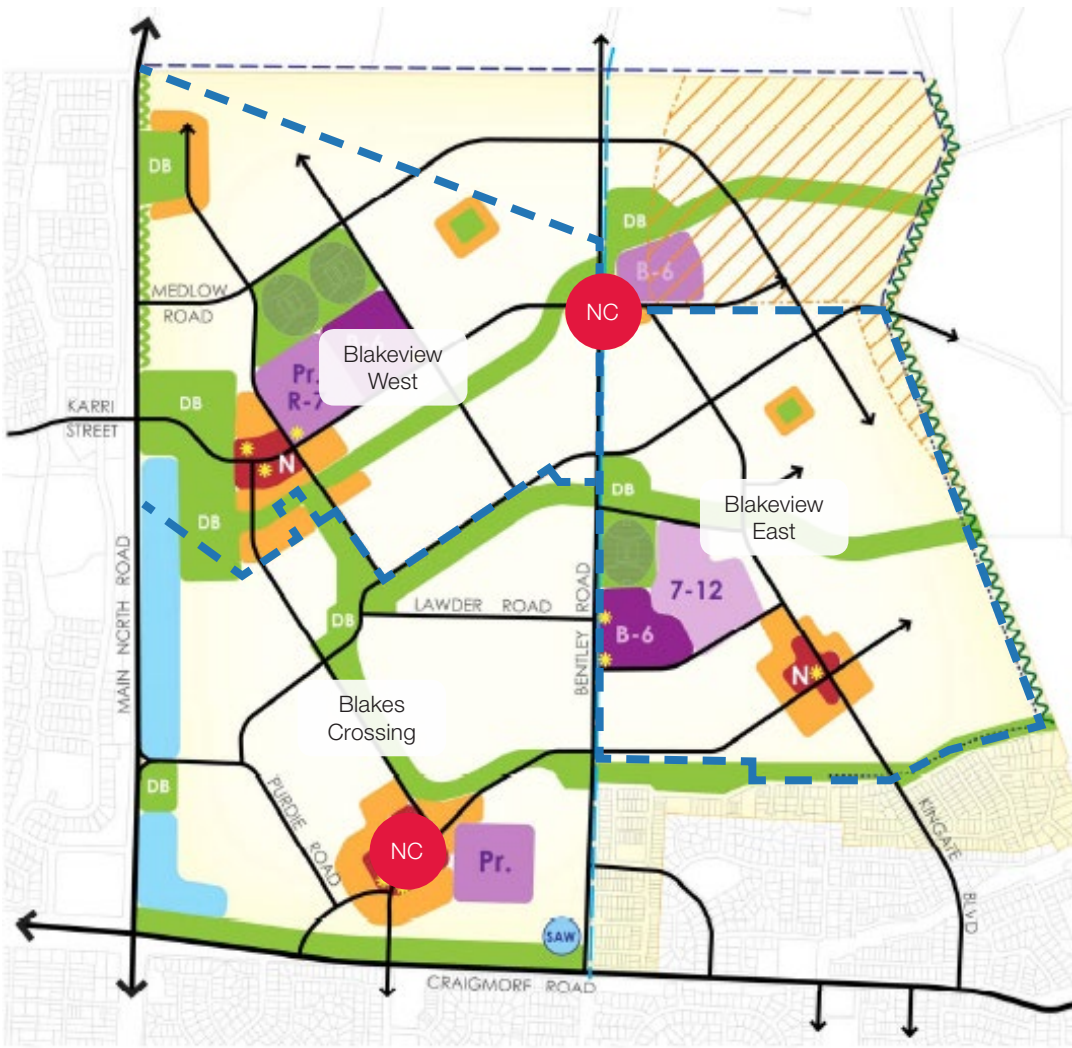 DB
DB
B-6
MEDLOW
ROAD
NC
Blakeview
West
Pr.
R-7
KARRI
STREET
DB
N
DB
DB
Blakeview
East
MAIN NORTH ROAD
BENTLEY ROAD
7-12
LAWDER ROAD
DB
B-6
N
Blakes
Crossing
DB
PURDIE ROAD
KINGATE BLVD
NC
Pr.
SAW
CRAIGMORE ROAD